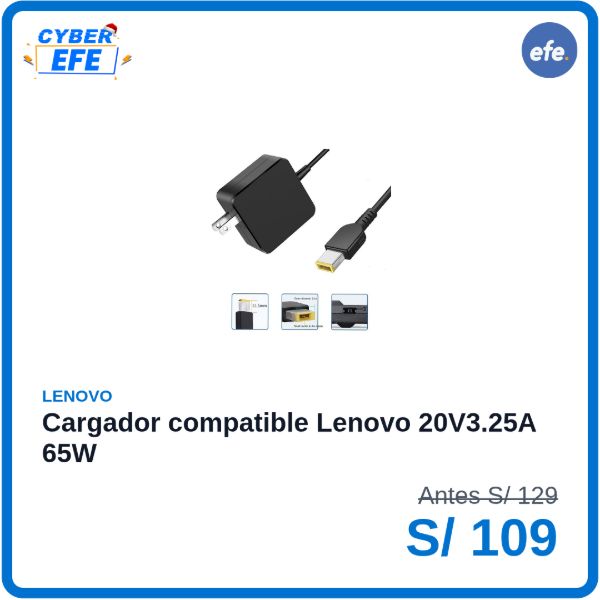 CYBER
EFE
efe.
LENOVO
Cargador compatible Lenovo 20V3.25A
65W
Antes S/ 129
S/ 109